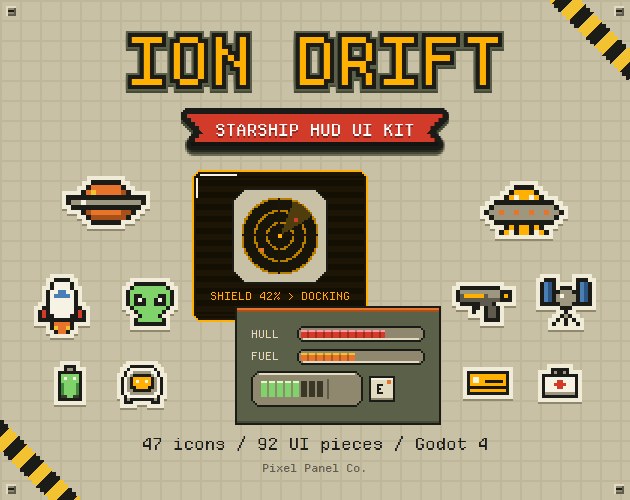 ION DRIFT
STARSHIP HUD UI KIT
SHIELD 42% > DOCKING
HULL
FUEL
E
47 icons / 92 UI pieces / Godot 4
Pixel Panel Co.